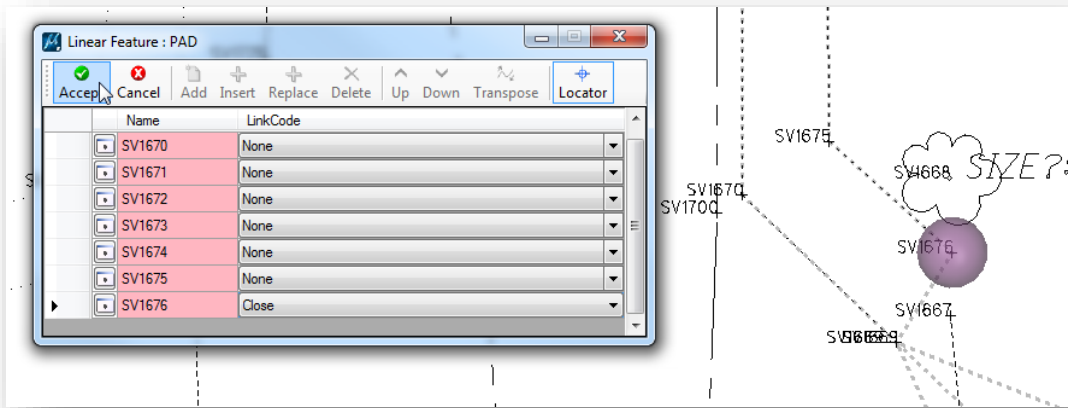 Linear Feature : PAD
Accept Cancel Add Insert Replace Delete Up Down Transpose Locator
Name LinkCode
SV1670 None
SV1671 None
SV1672 None
SV1673 None
SV1674 None
SV1675 None
SV1676 Close
SV1675
SV1668 SIZE?
SV1670
SV1700
SV1676
SV1667